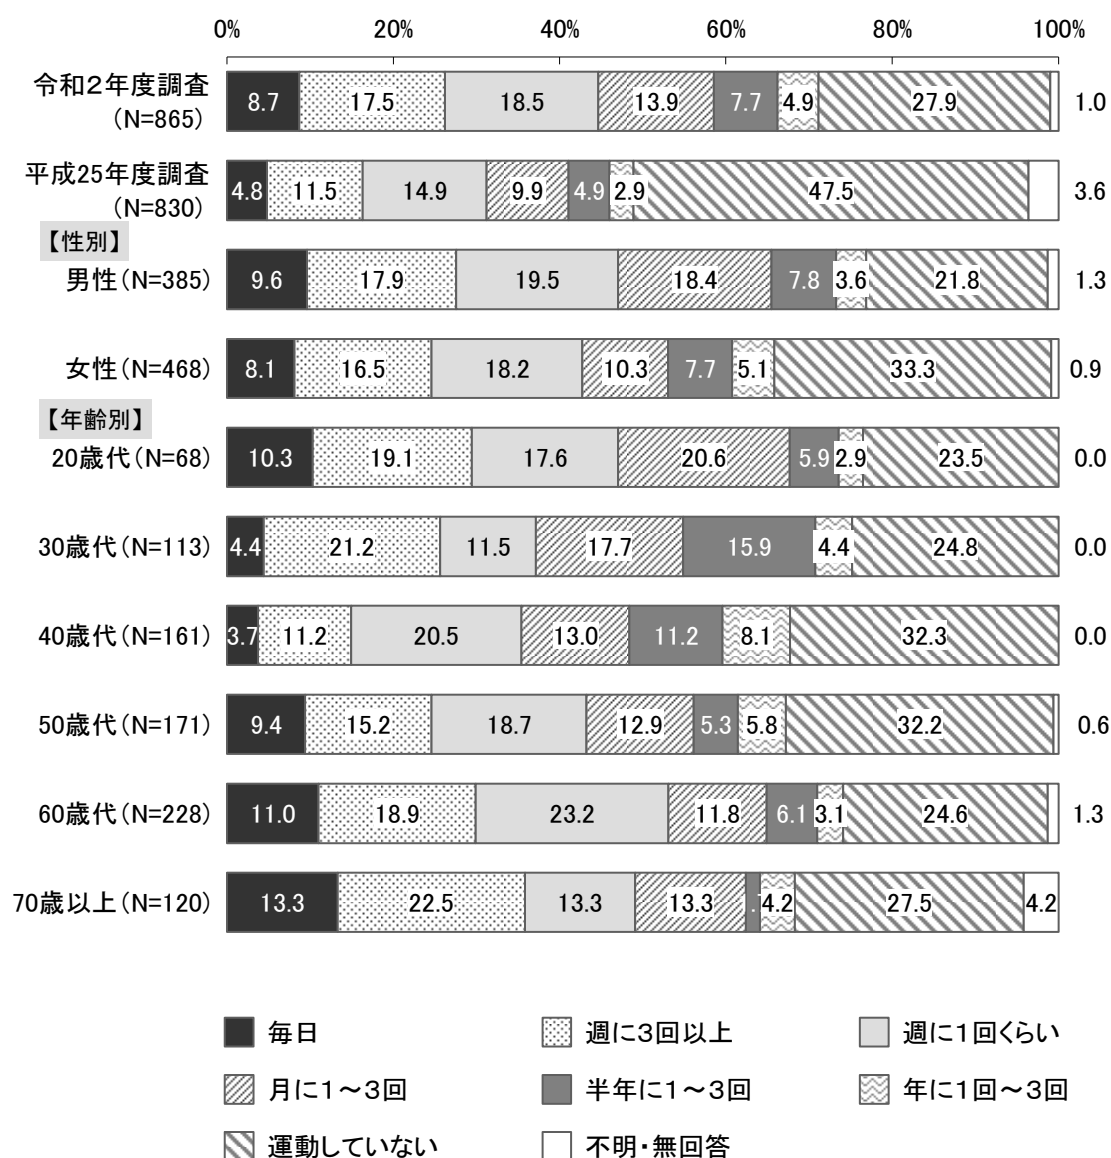 0% 20% 40% 60% 80% 100%
令和2年度調査
(N=865)
8.7 17.5 18.5 13.9 7.7 4.9 27.9 1.0
平成25年度調査
(N=830)
4.8 11.5 14.9 9.9 4.9 2.9 47.5 3.6
【性別】
男性(N=385) 9.6 17.9 19.5 18.4 7.8 3.6 21.8 1.3
女性(N=468) 8.1 16.5 18.2 10.3 7.7 5.1 33.3 0.9
【年齢別】
20歳代(N=68) 10.3 19.1 17.6 20.6 5.9 2.9 23.5 0.0
30歳代(N=113) 4.4 21.2 11.5 17.7 15.9 4.4 24.8 0.0
40歳代(N=161) 3.7 11.2 20.5 13.0 11.2 8.1 32.3 0.0
50歳代(N=171) 9.4 15.2 18.7 12.9 5.3 5.8 32.2 0.6
60歳代(N=228) 11.0 18.9 23.2 11.8 6.1 3.1 24.6 1.3
70歳以上(N=120) 13.3 22.5 13.3 13.3 4.2 27.5 4.2
毎日 週に3回以上 週に1回くらい
月に1~3回 半年に1~3回 年に1回~3回
運動していない 不明・無回答